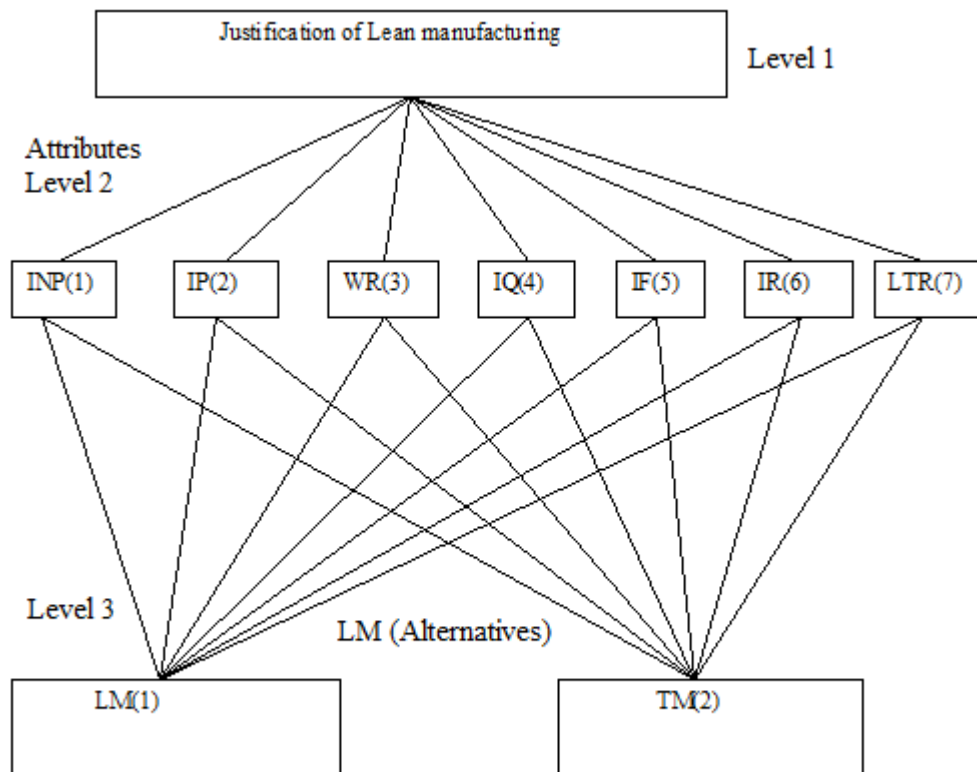 Justification of Lean manufacturing
Level 1
Attributes
Level 2
INP(1)
IP(2)
WR(3)
IQ(4)
IF(5)
IR(6)
LTR(7)
Level 3
LM (Alternatives)
LM(1)
TM(2)